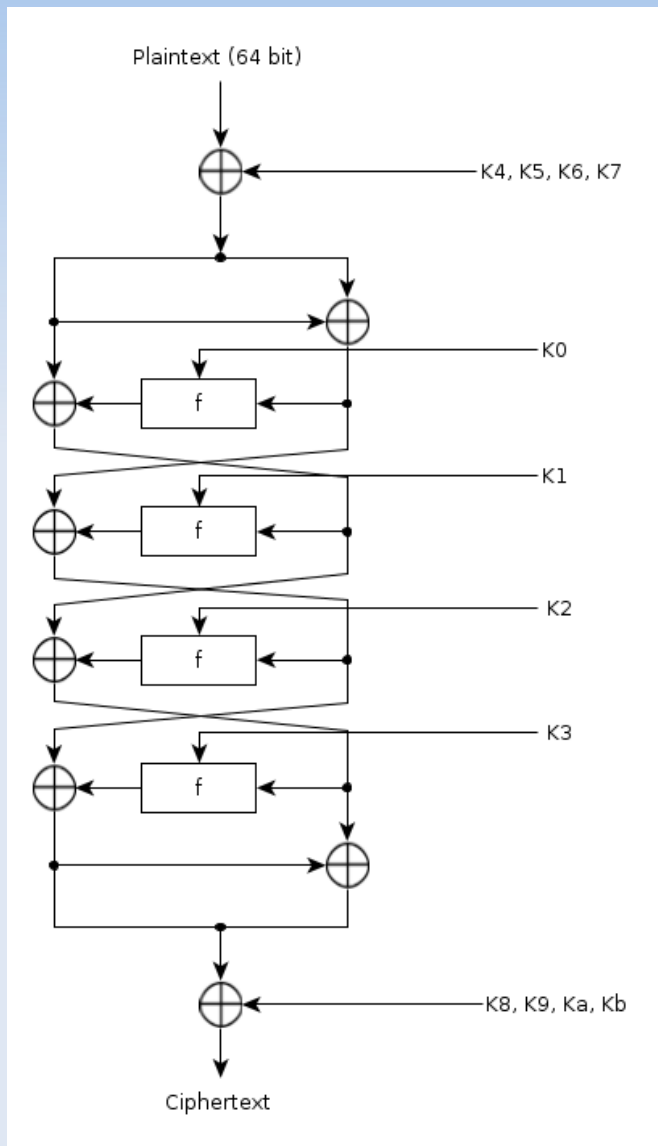 Plaintext (64 bit)
K4, K5, K6, K7
K0
f
K1
f
K2
f
K3
f
K8, K9, Ka, Kb
Ciphertext